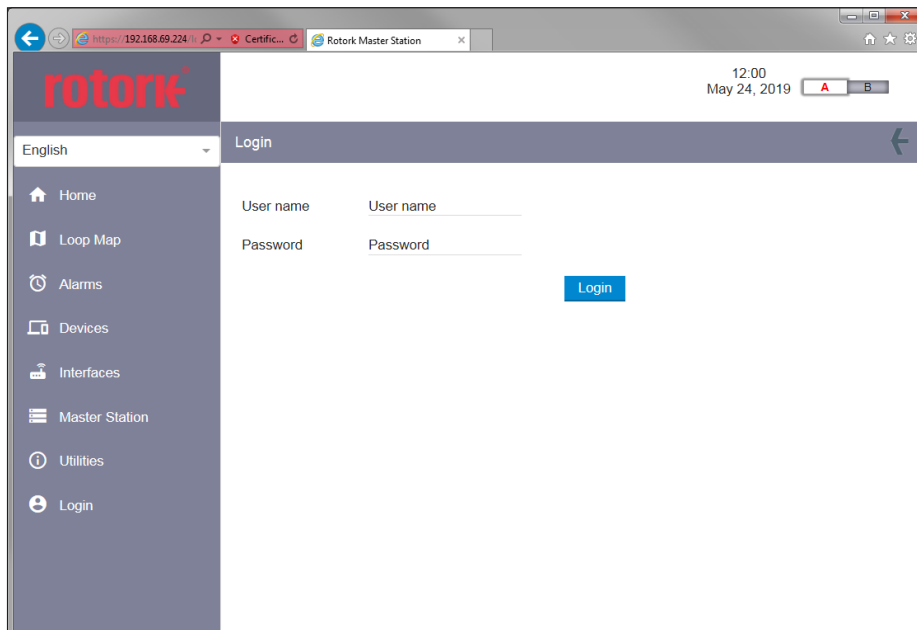 https://192.168.69.224/l
Certific...
Rotork Master Station
rotork
12:00
May 24, 2019
A
B
English
Login
Home
Loop Map
Alarms
Devices
Interfaces
Master Station
Utilities
Login
User name
User name
Password
Password
Login